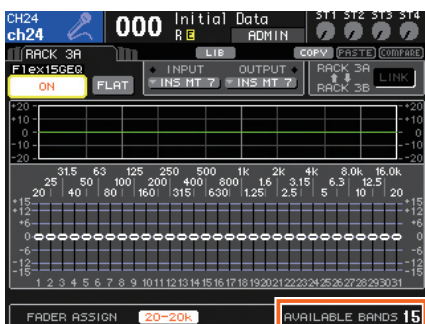 CH24
ch24
000
Initial Data
R E ADMIN
ST1 ST2 ST3 ST4
RACK 3A
LIB
COPY PASTE COMPARE
Flex15GEQ
ON
FLAT
INPUT OUTPUT
INS MT 7 INS MT 7
RACK 3A
RACK 3B
LINK
+20 +20
+10 +10
0 0
-10 -10
-20 -20
31.5 63 125 250 500 1k 2k 4k 8.0k 16.0k
25 50 100 200 400 800 1.6 3.15 6.3 12.5
20 40 80 160 315 630 1.25 2.5 5 10 20
+15 +15
+12 +12
+6 +6
0 0
-6 -6
-12 -12
-15 -15
1 2 3 4 5 6 7 8 9 10 11 12 13 14 15 16 17 18 19 20 21 22 23 24 25 26 27 28 29 30 31
FADER ASSIGN 20-20k AVAILABLE BANDS 15